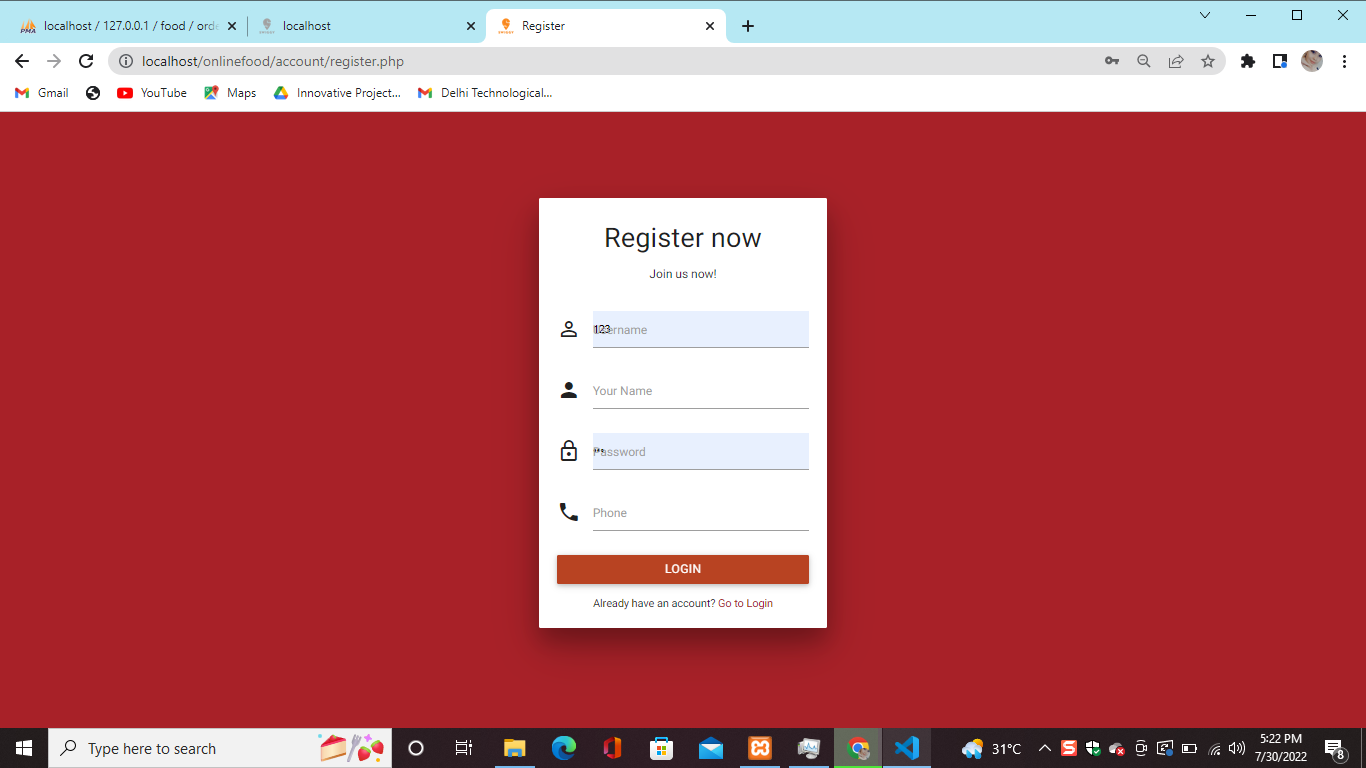 localhost / 127.0.0.1 / food / orde
localhost
Register
localhost/onlinefood/account/register.php
Gmail
YouTube
Maps
Innovative Project...
Delhi Technological...
Register now
Join us now!
123
Username
Your Name
Password
Phone
LOGIN
Already have an account? Go to Login
Type here to search
31°C
5:22 PM
7/30/2022
8